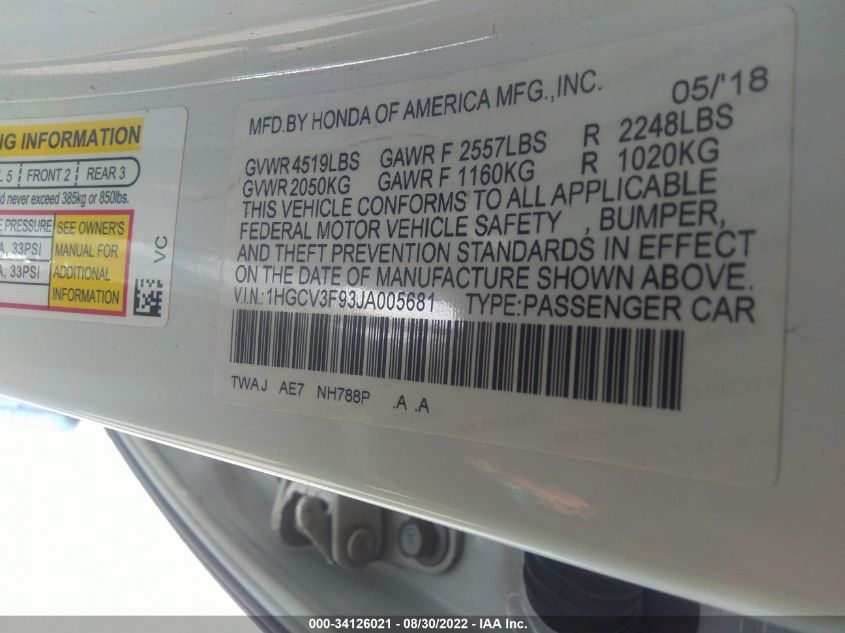 NG INFORMATION
L 5 FRONT 2 REAR 3
d never exceed 385kg or 850lbs.
E PRESSURE
A, 33PSI
A, 33PSI
SEE OWNER'S
MANUAL FOR
ADDITIONAL
INFORMATION
VC
MFD.BY HONDA OF AMERICA MFG.,INC. 05/'18
GVWR 4519LBS GAWR F 2557LBS R 2248LBS
GVWR 2050KG GAWR F 1160KG R 1020KG
THIS VEHICLE CONFORMS TO ALL APPLICABLE
FEDERAL MOTOR VEHICLE SAFETY , BUMPER,
AND THEFT PREVENTION STANDARDS IN EFFECT
ON THE DATE OF MANUFACTURE SHOWN ABOVE.
V.I.N.:1HGCV3F93JA005681 TYPE:PASSENGER CAR
TWAJ AE7 NH788P .A .A
000-34126021 - 08/30/2022 - IAA Inc.